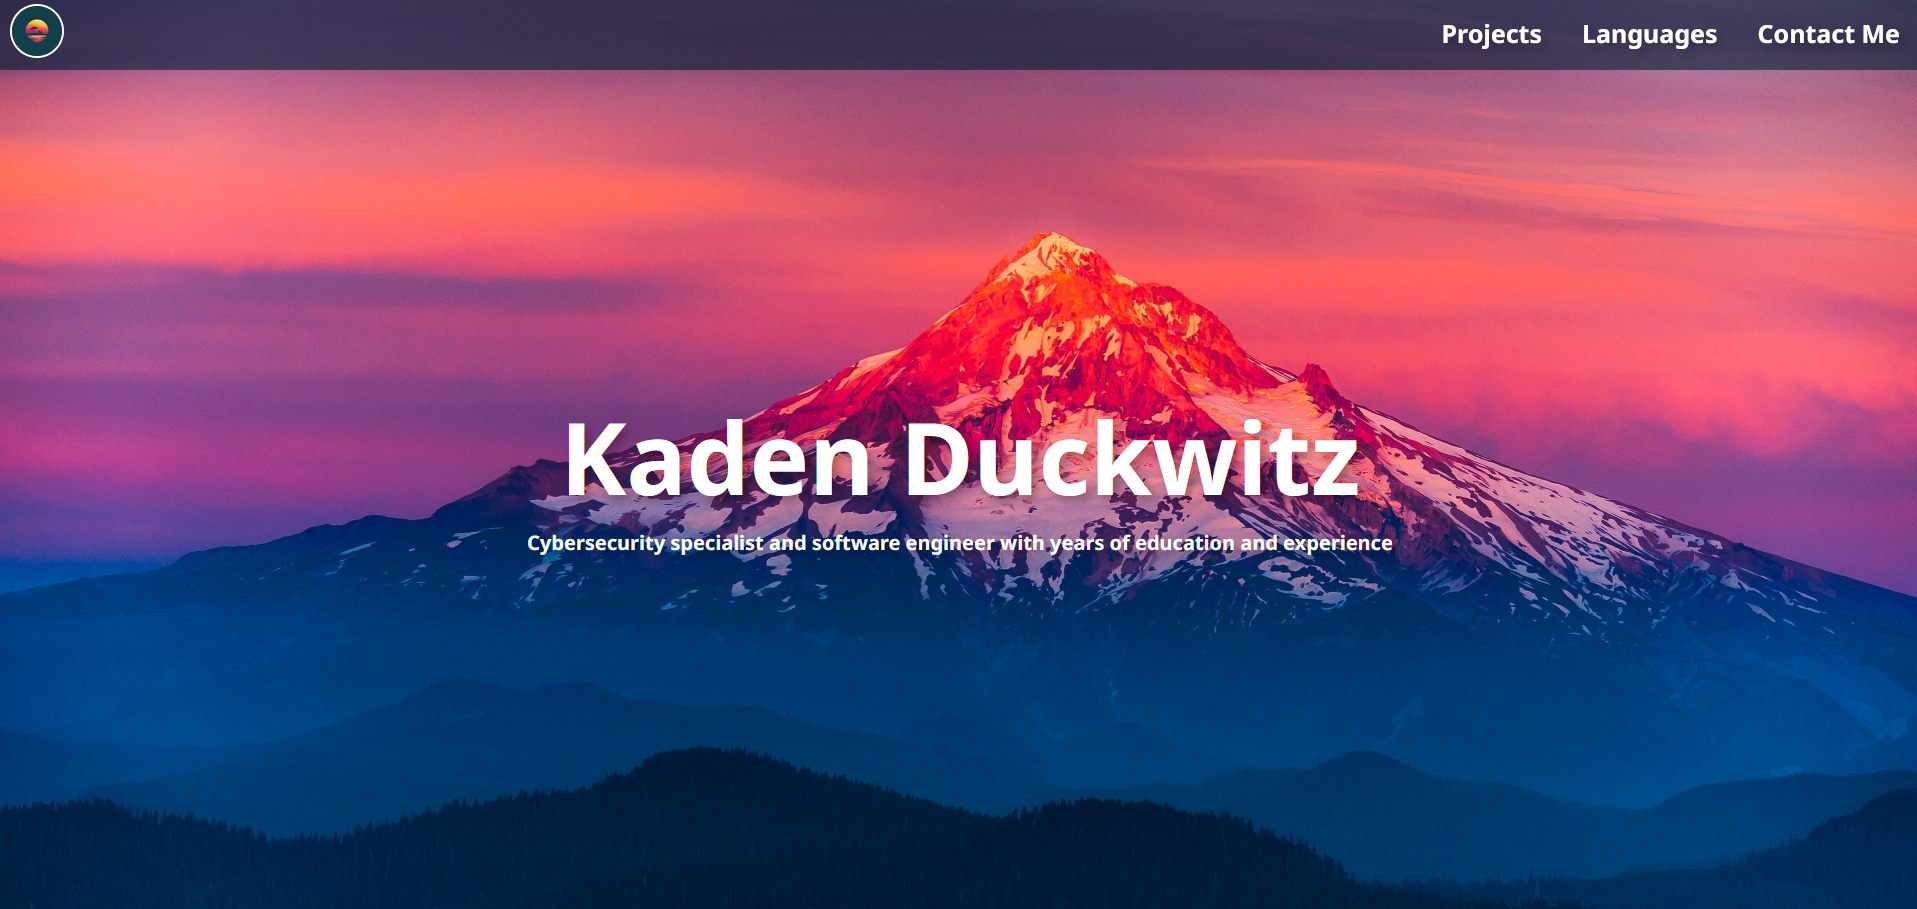 Projects Languages Contact Me
Kaden Duckwitz
Cybersecurity specialist and software engineer with years of education and experience